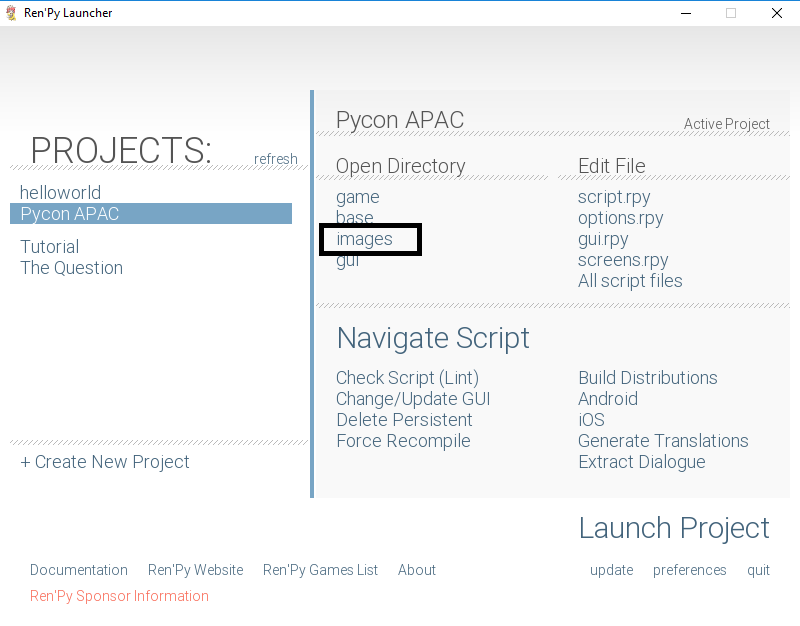 Ren'Py Launcher
PROJECTS:
refresh
helloworld
Pycon APAC
Tutorial
The Question
+ Create New Project
Pycon APAC
Active Project
Open Directory
game
base
images
gui
Edit File
script.rpy
options.rpy
gui.rpy
screens.rpy
All script files
Navigate Script
Check Script (Lint)
Change/Update GUI
Delete Persistent
Force Recompile
Build Distributions
Android
iOS
Generate Translations
Extract Dialogue
Launch Project
Documentation Ren'Py Website Ren'Py Games List About
update preferences quit
Ren'Py Sponsor Information